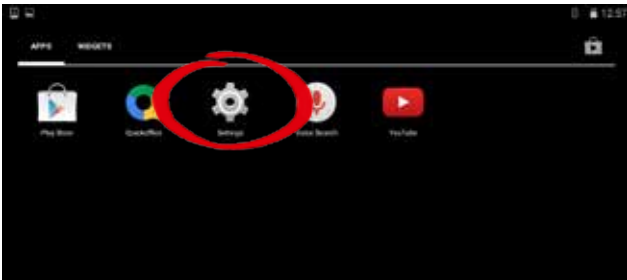 12:57
APPS WIDGETS
Play Store Quickoffice Settings Voice Search YouTube